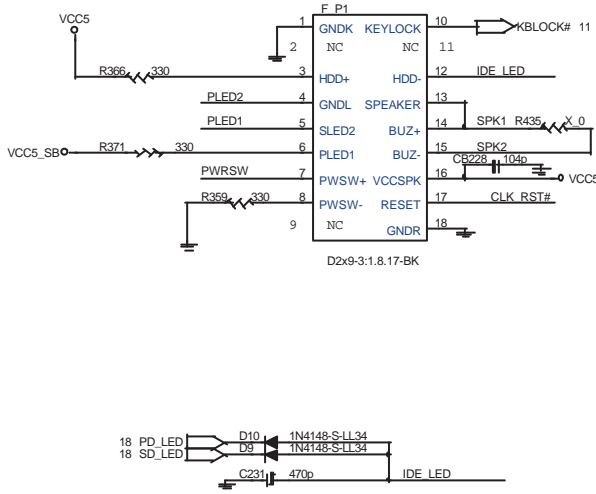 F_P1
VCC5
1 GNDK KEYLOCK 10 KBLOCK# 11
2 NC NC 11
R366 330 3 HDD+ HDD- 12 IDE_LED
PLED2 4 GNDL SPEAKER 13
PLED1 5 SLED2 BUZ+ 14 SPK1 R435 X_0
VCC5_SB R371 330 6 PLED1 BUZ- 15 SPK2
CB228 104p
PWRSW 7 PWSW+ VCCSPK 16 VCC5
R359 330 8 PWSW- RESET 17 CLK_RST#
9 NC GNDR 18
D2x9-3:1.8.17-BK
18 PD_LED D10 1N4148-S-LL34
18 SD_LED D9 1N4148-S-LL34
C231 470p IDE_LED